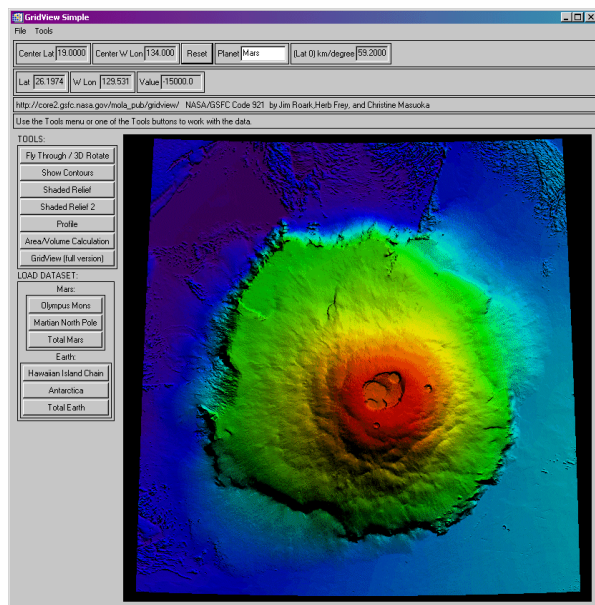 GridView Simple
File Tools
Center Lat 19.0000 Center W Lon 134.000 Reset Planet Mars (Lat 0) km/degree 59.2000
Lat 26.1974 W Lon 129.531 Value -15000.0
http://core2.gsfc.nasa.gov/mola_pub/gridview/ NASA/GSFC Code 921 by Jim Roark,Herb Frey, and Christine Masuoka
Use the Tools menu or one of the Tools buttons to work with the data.
TOOLS:
Fly Through / 3D Rotate
Show Contours
Shaded Relief
Shaded Relief 2
Profile
Area/Volume Calculation
GridView (full version)
LOAD DATASET:
Mars:
Olympus Mons
Martian North Pole
Total Mars
Earth:
Hawaiian Island Chain
Antarctica
Total Earth